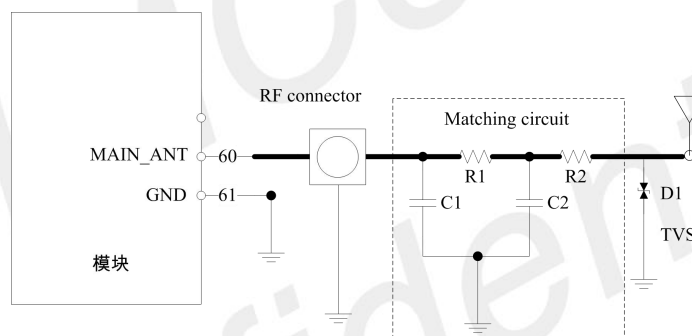 RF connector
Matching circuit
MAIN_ANT 60
R1 R2
GND 61
C1 C2 D1
TVS
模块